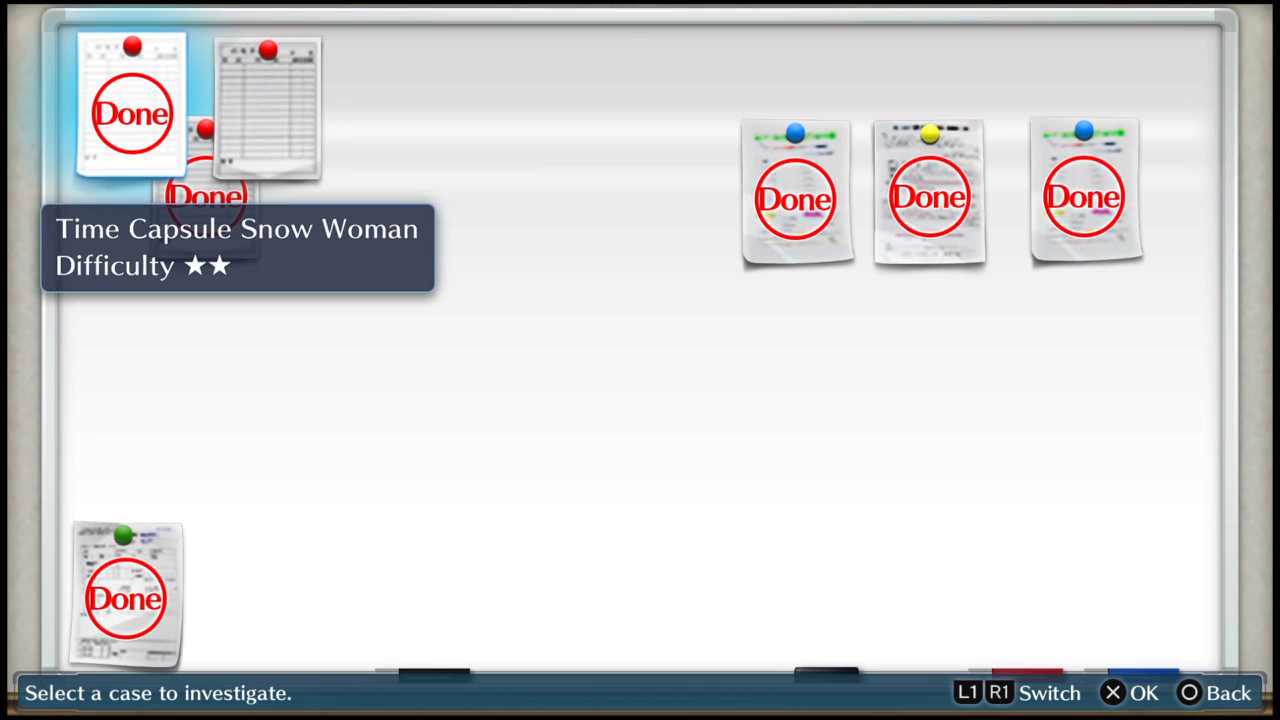 Done
Done
Time Capsule Snow Woman
Difficulty ★★
Done
Done
Done
Done
Select a case to investigate.
L1 R1 Switch OK Back